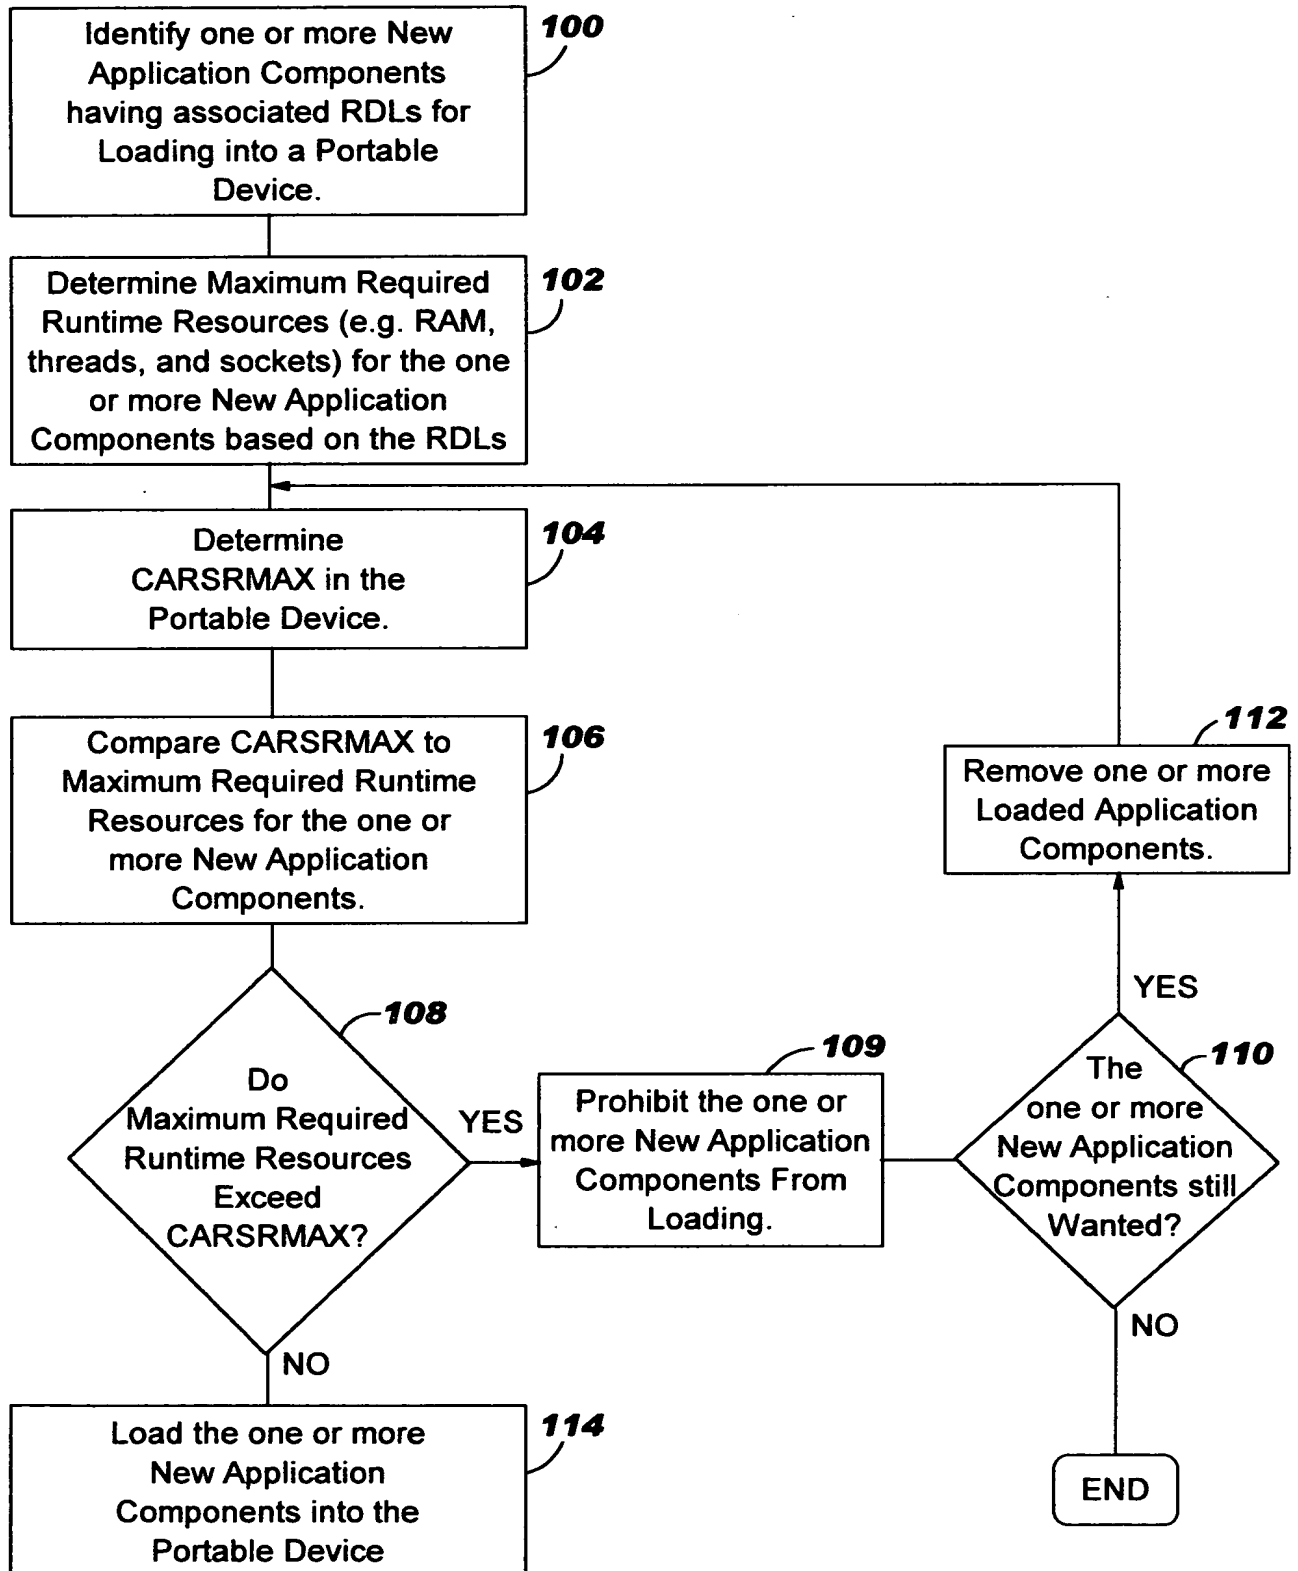 Identify one or more New
Application Components
having associated RDLs for
Loading into a Portable
Device.
100
Determine Maximum Required
Runtime Resources (e.g. RAM,
threads, and sockets) for the one
or more New Application
Components based on the RDLs
102
Determine
CARSRMAX in the
Portable Device.
104
Compare CARSRMAX to
Maximum Required Runtime
Resources for the one or
more New Application
Components.
106
112
Remove one or more
Loaded Application
Components.
Do
Maximum Required
Runtime Resources
Exceed
CARSRMAX?
108
YES
Prohibit the one or
more New Application
Components From
Loading.
109
The
one or more
New Application
Components still
Wanted?
110
YES
NO
END
NO
Load the one or more
New Application
Components into the
Portable Device
114